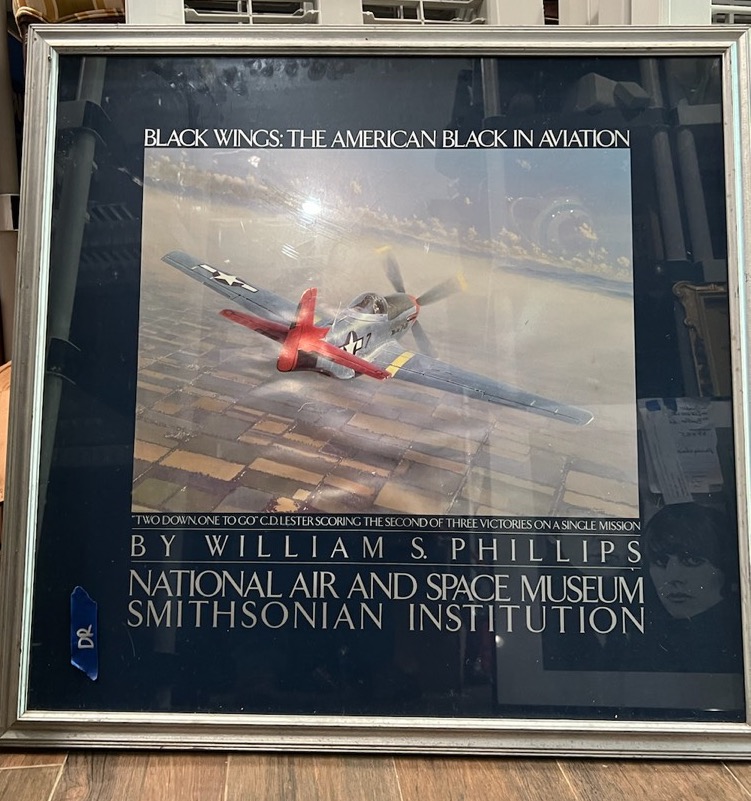 BLACK WINGS: THE AMERICAN BLACK IN AVIATION
7
"TWO DOWN, ONE TO GO" C.D. LESTER SCORING THE SECOND OF THREE VICTORIES ON A SINGLE MISSION
BY WILLIAM S. PHILLIPS
NATIONAL AIR AND SPACE MUSEUM
SMITHSONIAN INSTITUTION
DR